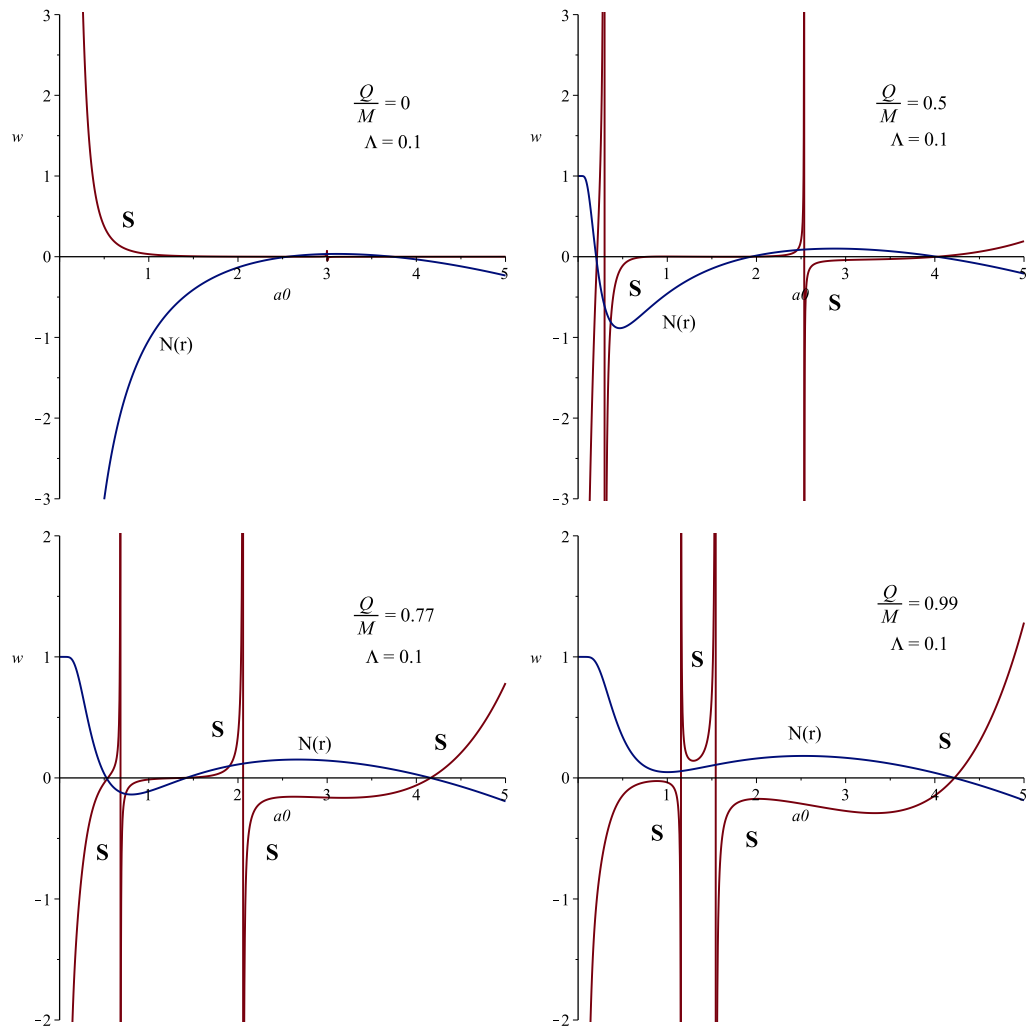 3
2
w
1
0
-1
-2
-3
1
2
3
4
5
a0
Q/M = 0
Λ = 0.1
S
N(r)
3
2
w
1
0
-1
-2
-3
1
2
3
4
5
a0
Q/M = 0.5
Λ = 0.1
S
S
N(r)
2
w
1
0
-1
-2
1
2
3
4
5
a0
Q/M = 0.77
Λ = 0.1
S
S
N(r)
S
S
2
w
1
0
-1
-2
1
2
3
4
5
a0
Q/M = 0.99
Λ = 0.1
S
N(r)
S
S
S